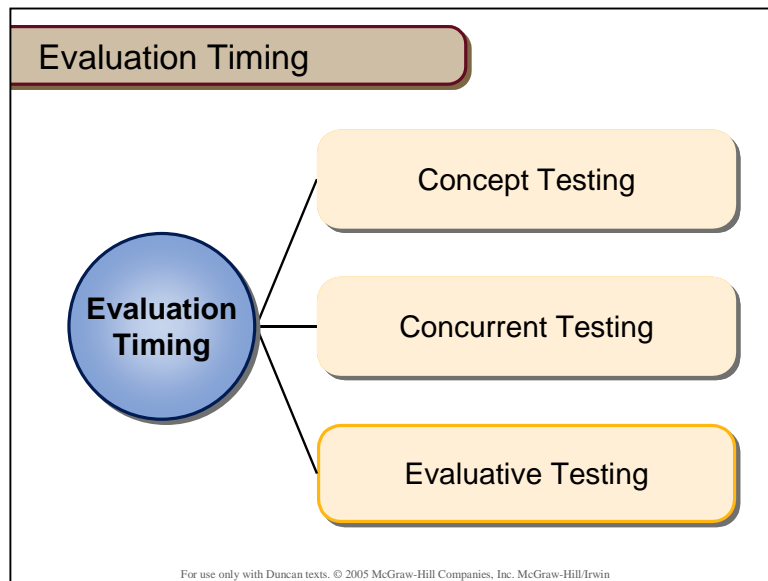 Evaluation Timing
Concept Testing
Evaluation
Timing
Concurrent Testing
Evaluative Testing
For use only with Duncan texts. © 2005 McGraw-Hill Companies, Inc. McGraw-Hill/Irwin